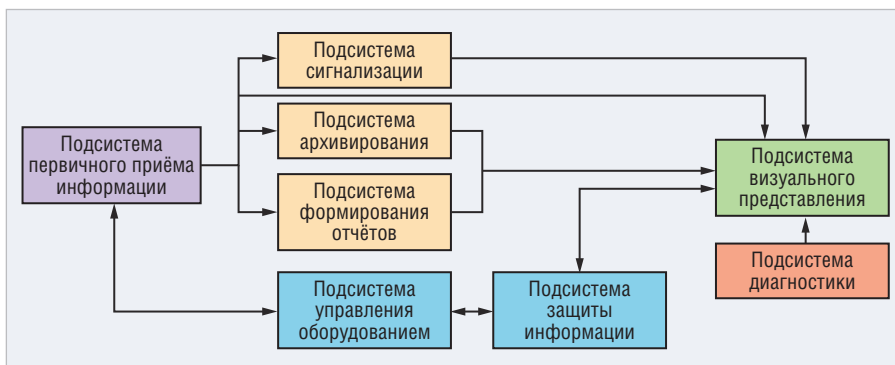 Подсистема
сигнализации
Подсистема
первичного приёма
информации
Подсистема
архивирования
Подсистема
формирования
отчётов
Подсистема
визуального
представления
Подсистема
диагностики
Подсистема
управления
оборудованием
Подсистема
защиты
информации